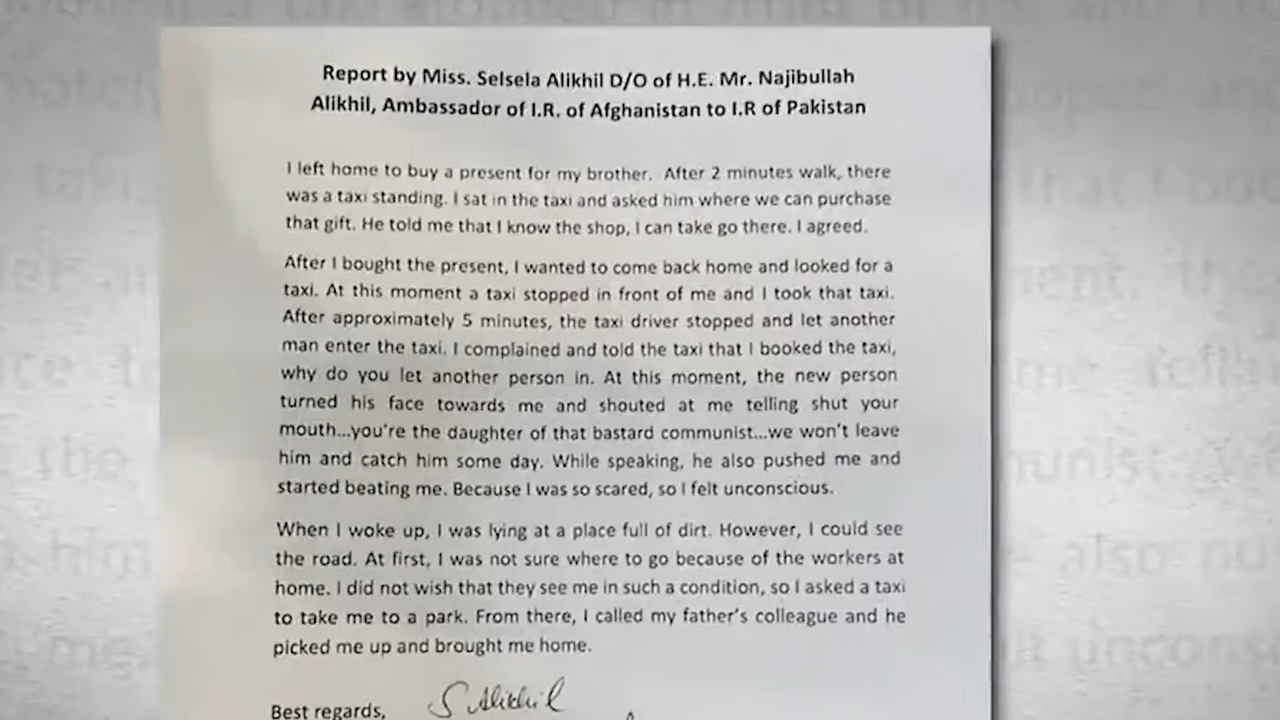 Report by Miss. Selsela Alikhil D/O of H.E. Mr. Najibullah
Alikhil, Ambassador of I.R. of Afghanistan to I.R of Pakistan
I left home to buy a present for my brother. After 2 minutes walk, there
was a taxi standing. I sat in the taxi and asked him where we can purchase
that gift. He told me that I know the shop, I can take go there. I agreed.
After I bought the present, I wanted to come back home and looked for a
taxi. At this moment a taxi stopped in front of me and I took that taxi.
After approximately 5 minutes, the taxi driver stopped and let another
man enter the taxi. I complained and told the taxi that I booked the taxi,
why do you let another person in. At this moment, the new person
turned his face towards me and shouted at me telling shut your
mouth...you're the daughter of that bastard communist...we won't leave
him and catch him some day. While speaking, he also pushed me and
started beating me. Because I was so scared, so I felt unconscious.
When I woke up, I was lying at a place full of dirt. However, I could see
the road. At first, I was not sure where to go because of the workers at
home. I did not wish that they see me in such a condition, so I asked a taxi
to take me to a park. From there, I called my father's colleague and he
picked me up and brought me home.
Best regards, S Alikhil